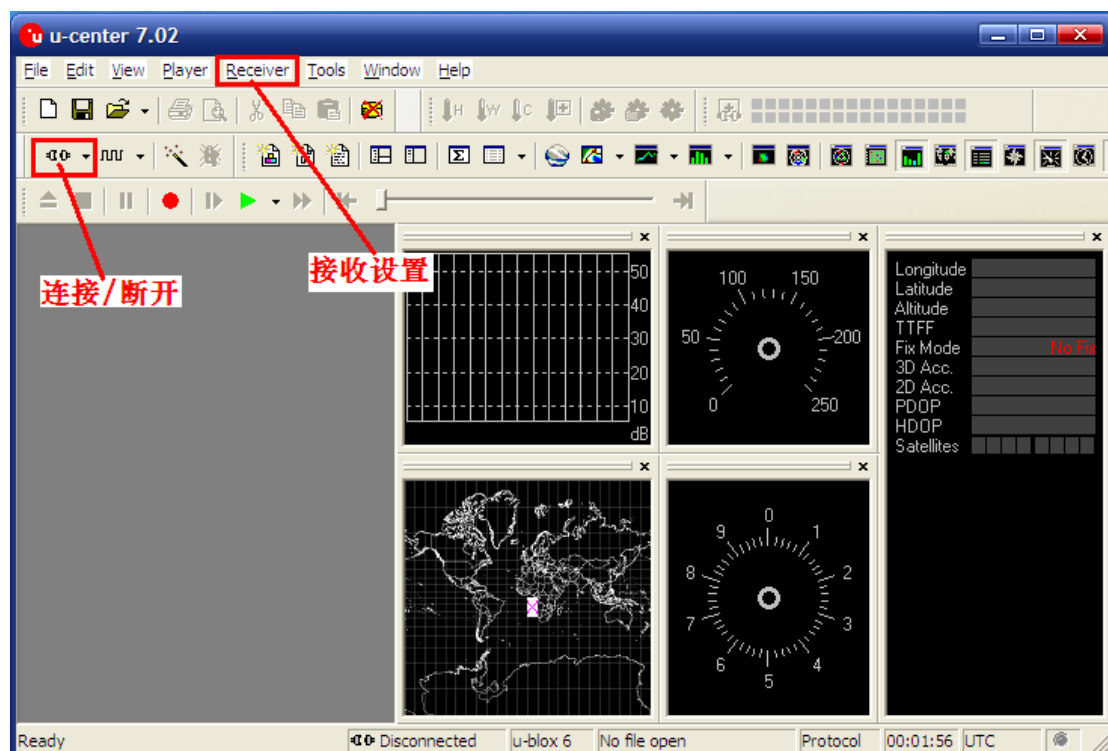 u-center 7.02
File Edit View Player Receiver Tools Window Help
H W C
连接/断开
接收设置
50
40
30
20
10
dB
100 150
50 200
0 250
Longitude
Latitude
Altitude
TTFF
Fix Mode No Fix
3D Acc.
2D Acc.
PDOP
HDOP
Satellites
0
9 1
8 2
7 3
6 4
5
Ready Disconnected u-blox 6 No file open Protocol 00:01:56 UTC